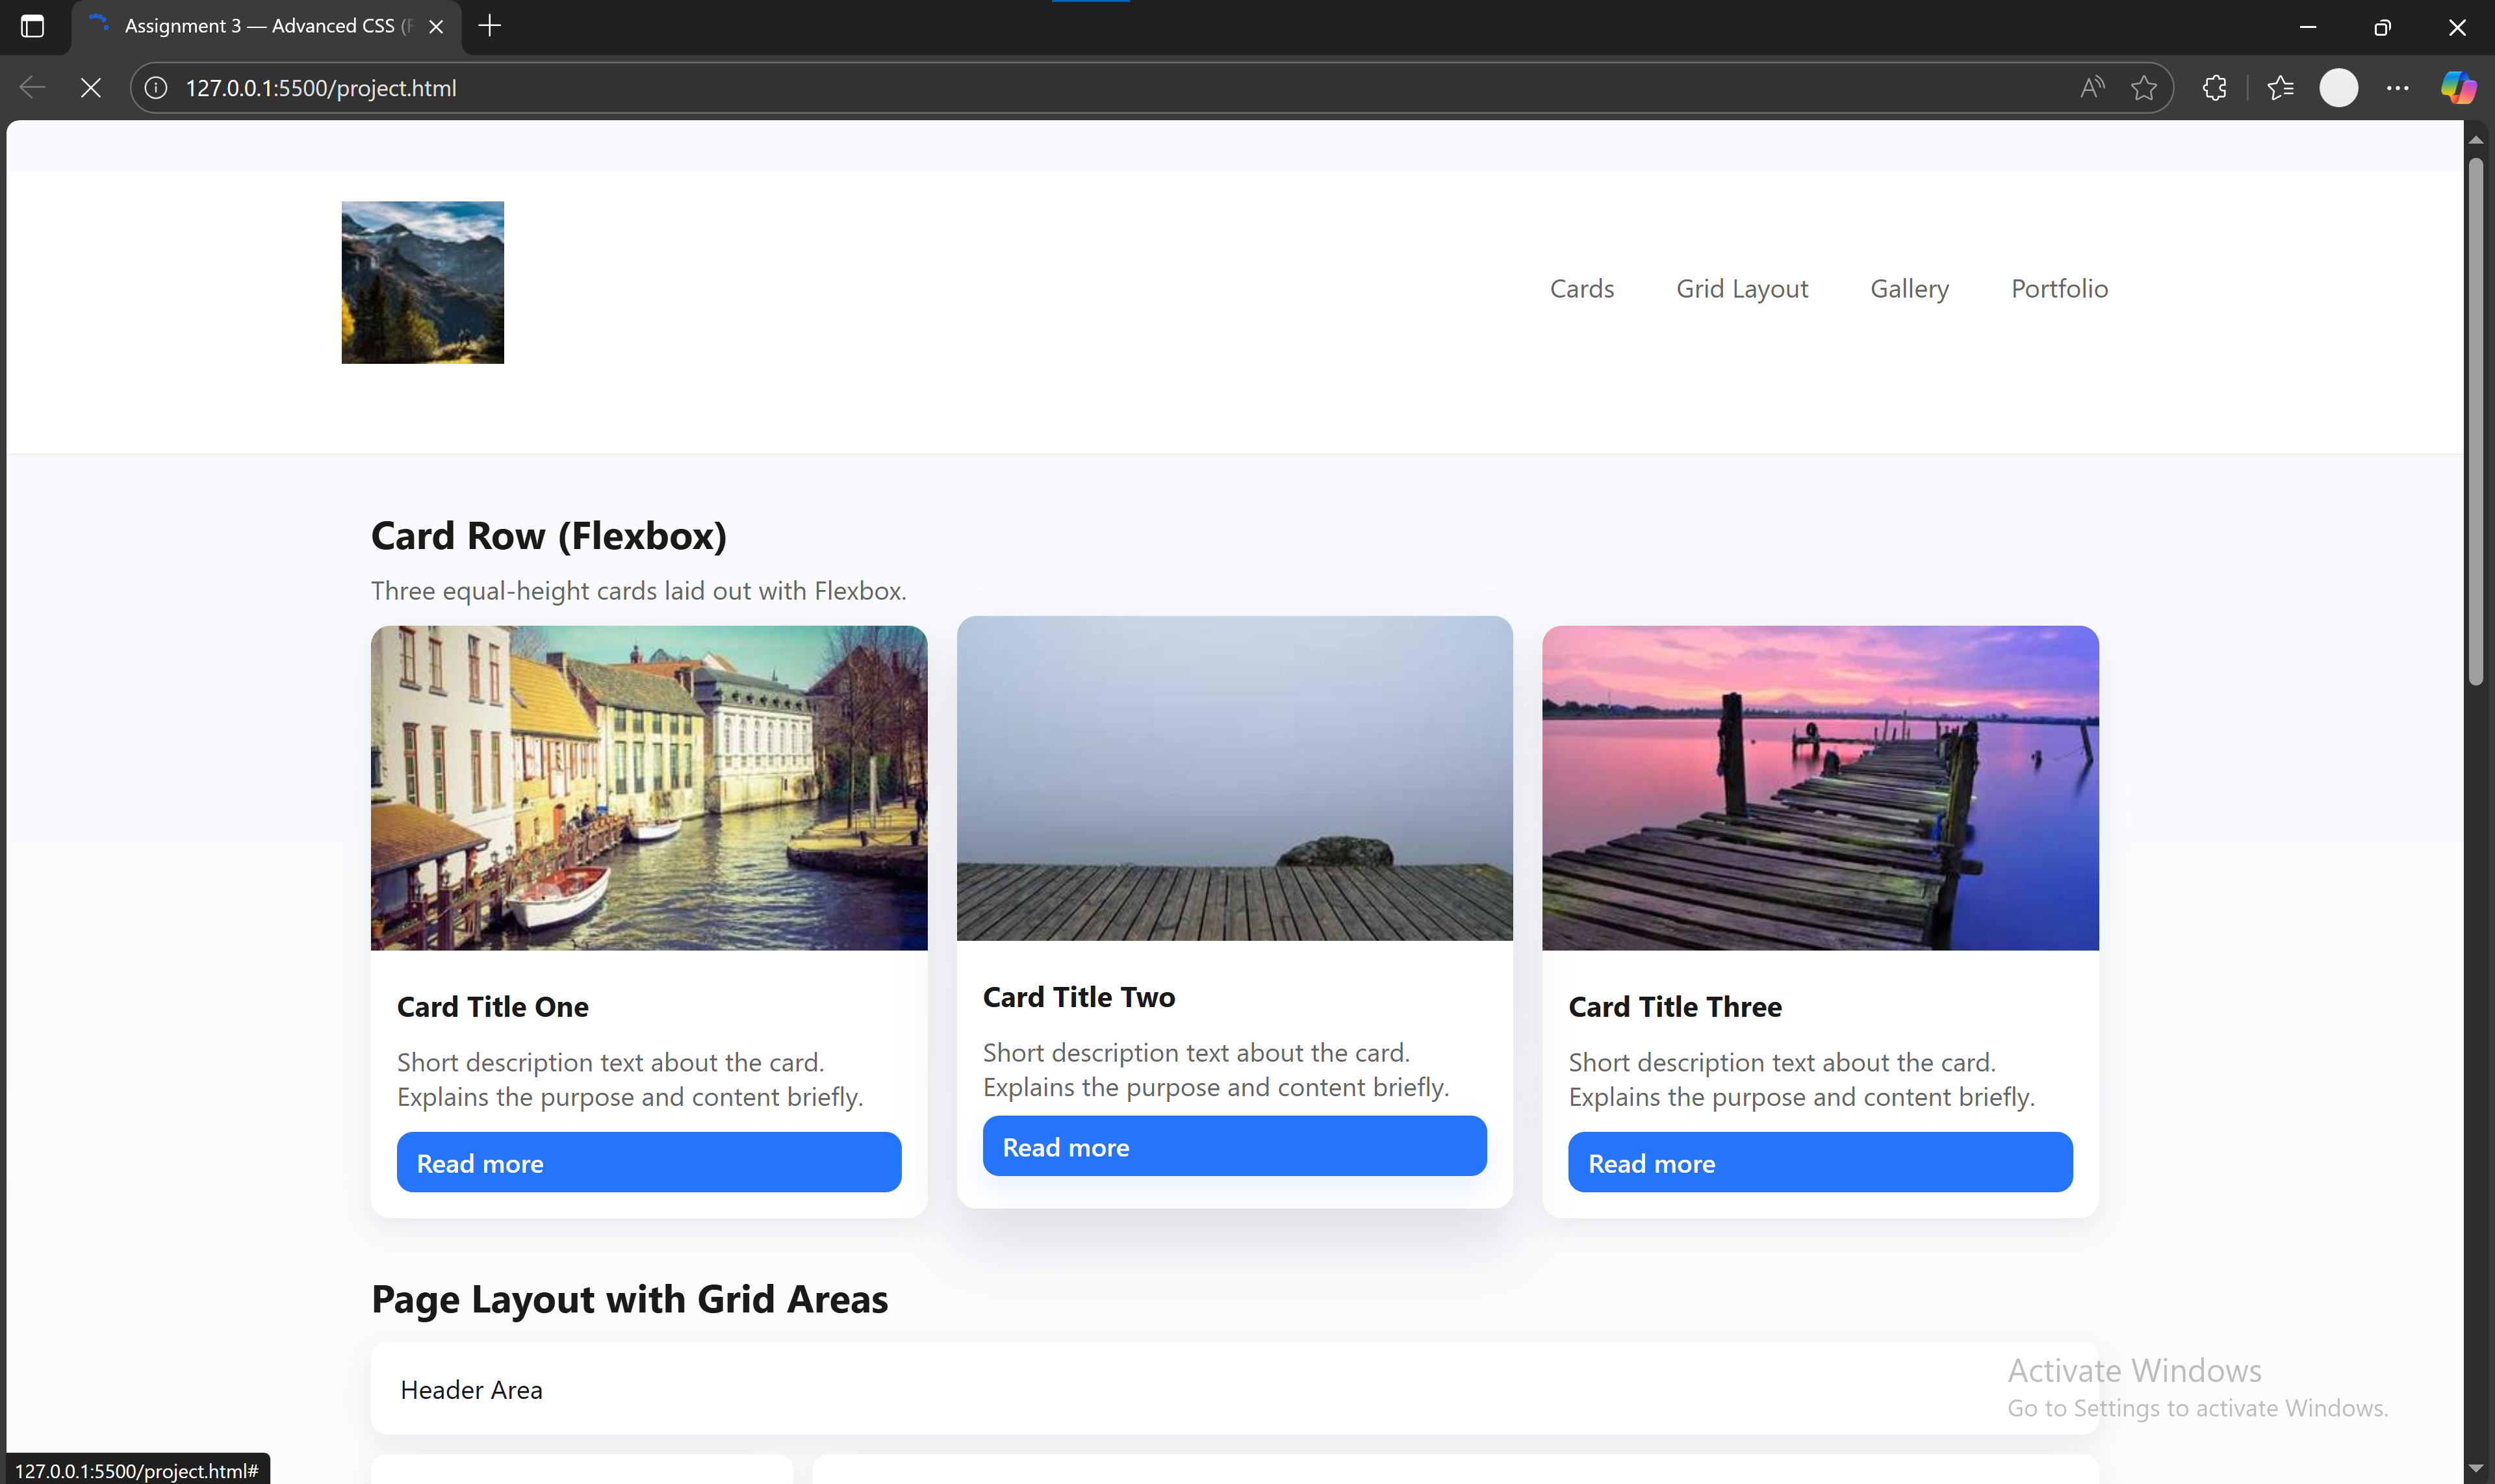 Assignment 3 — Advanced CSS (F
127.0.0.1:5500/project.html
Cards
Grid Layout
Gallery
Portfolio
Card Row (Flexbox)
Three equal-height cards laid out with Flexbox.
Card Title One
Short description text about the card.
Explains the purpose and content briefly.
Read more
Card Title Two
Short description text about the card.
Explains the purpose and content briefly.
Read more
Card Title Three
Short description text about the card.
Explains the purpose and content briefly.
Read more
Page Layout with Grid Areas
Header Area
Activate Windows
Go to Settings to activate Windows.
127.0.0.1:5500/project.html#